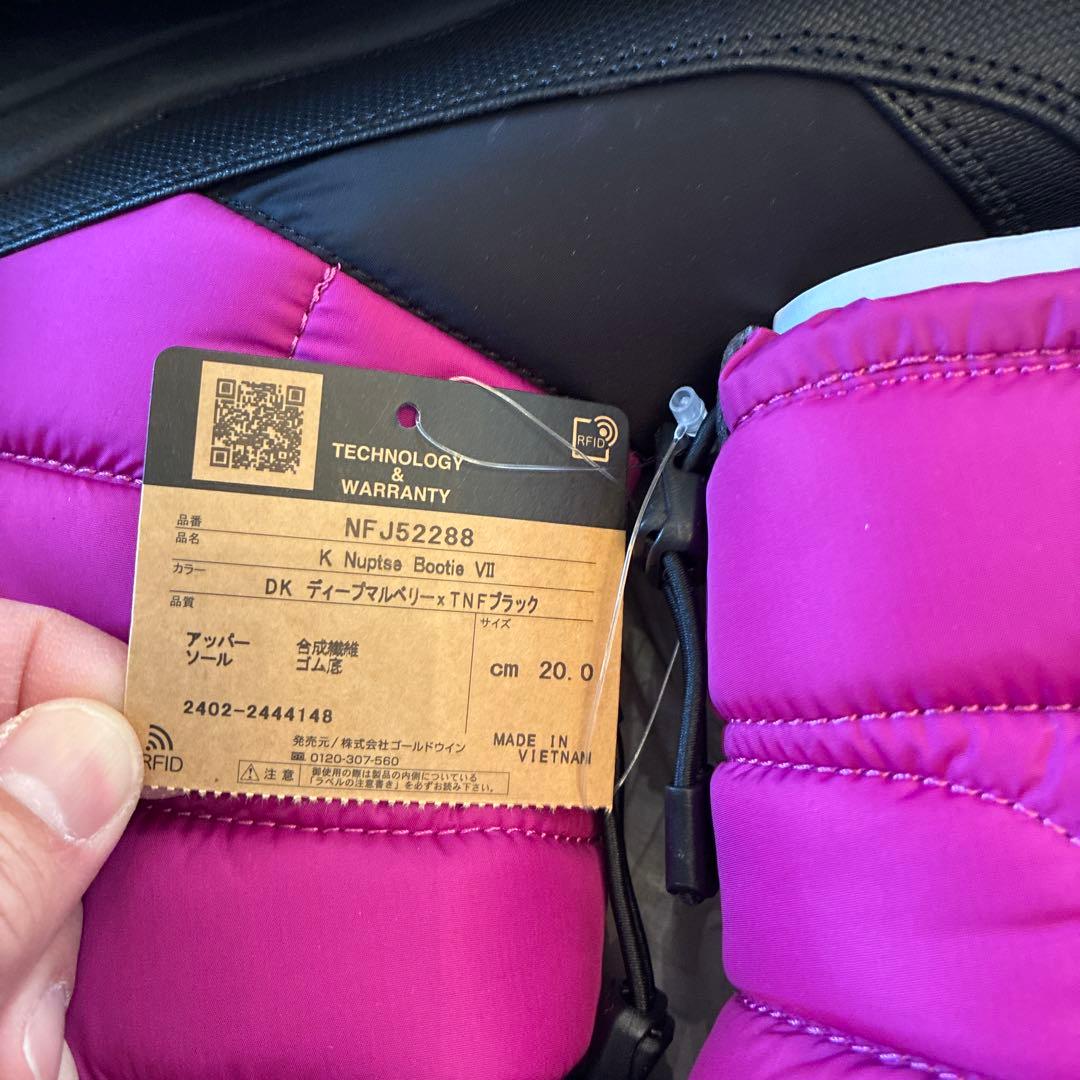 RFID
TECHNOLOGY
&
WARRANTY
品番 NFJ52288
品名 K Nuptse Bootie VII
カラー DK ディープマルベリー×TNFブラック
品質
サイズ
アッパー 合成繊維
ソール ゴム底
cm 20.0
2402-2444148
RFID
発売元/株式会社ゴールドウイン
0120-307-560
MADE IN
VIETNAM
注意
御使用の際は製品の内側についている
「ラベルの注意書き」を必ずお読み下さい。